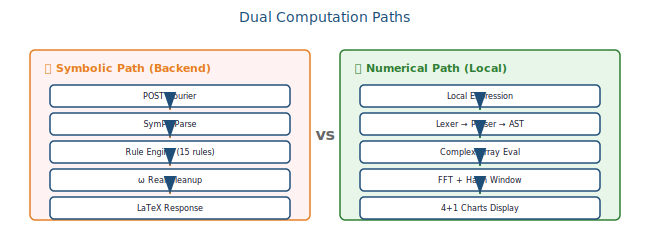 Dual Computation Paths
Symbolic Path (Backend)
POST
SymPy Parse
Rule Engine (15 rules)
ω Real Cleanup
LaTeX Response
vs
Numerical Path (Local)
Local Expression
Lexer → Parser → AST
Complex Array Eval
FFT + Hann Window
4+1 Charts Display